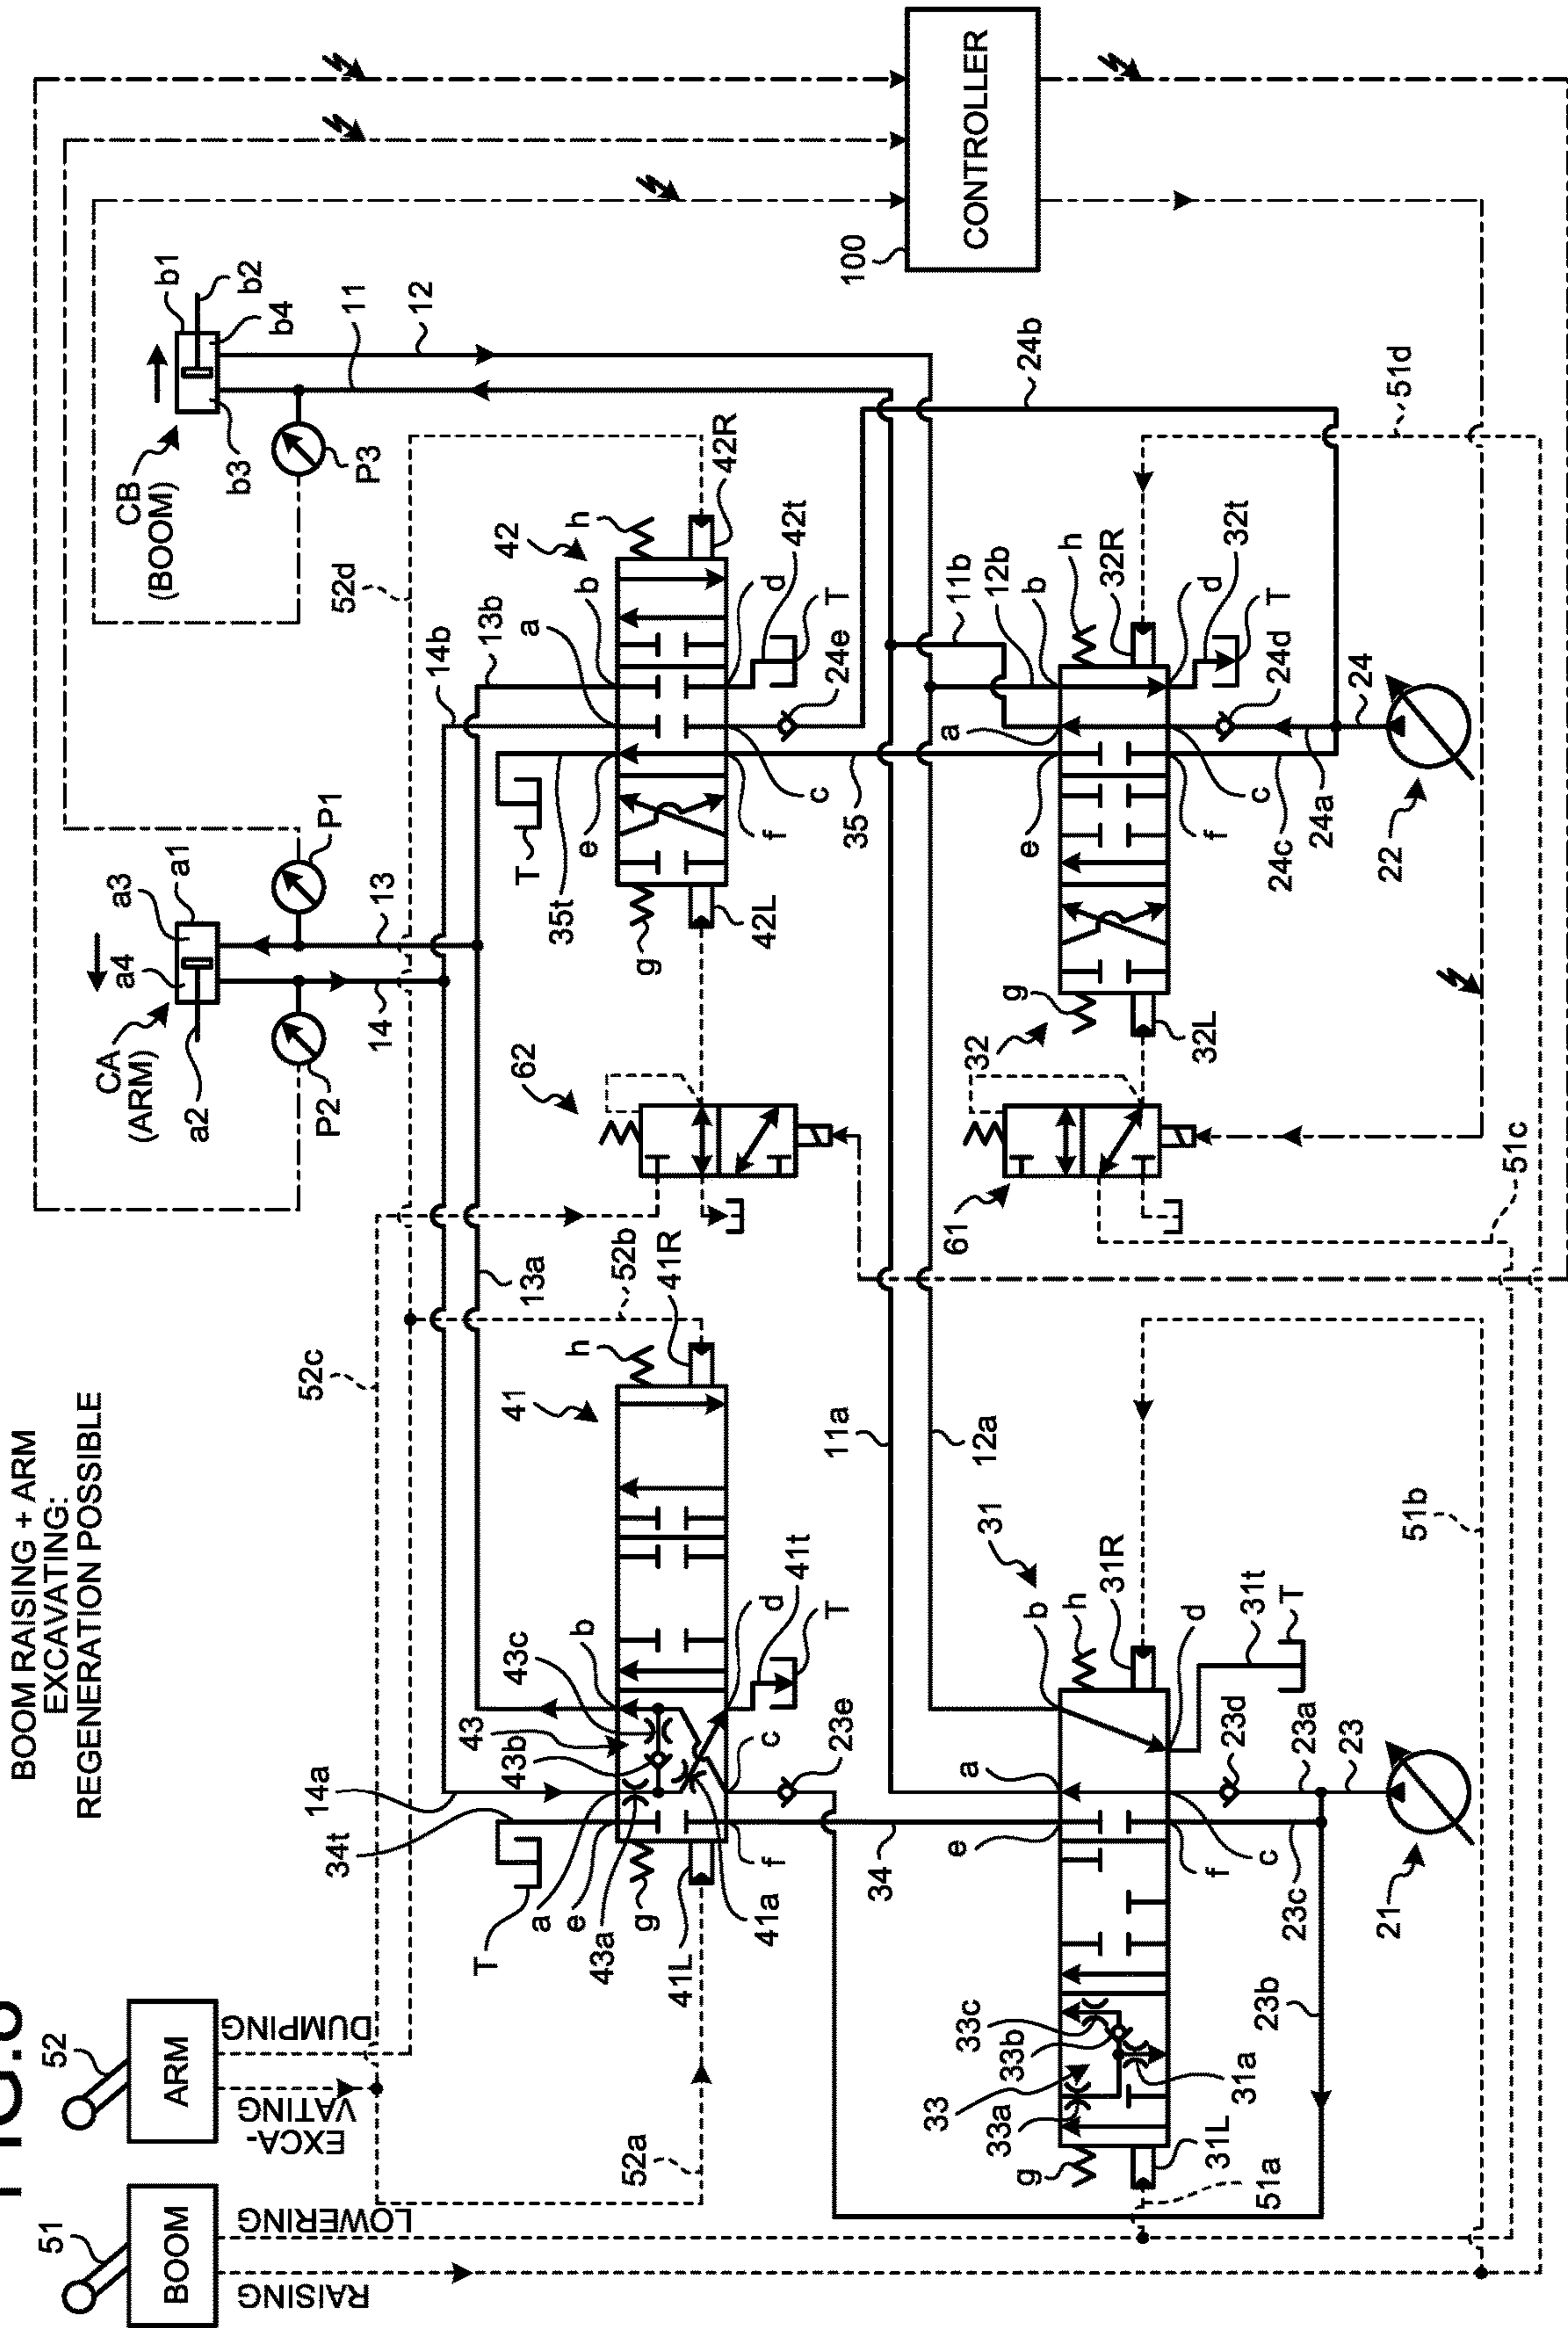 BOOM RAISING + ARM
EXCAVATING:
REGENERATION POSSIBLE
51
BOOM
RAISING
LOWERING
52
ARM
EXCA-
VATING
DUMPING
CA
(ARM)
a2
a4
a3
a1
P2
P1
14
13
CB
(BOOM)
b3
b1
b2
b4
P3
11
12
CONTROLLER
100
52c
52d
14a
34t
T
13a
14b
13b
35t
T
a
e
43a
g
41L
41a
f
43
43b
43c
b
c
d
41t
T
23e
41
h
41R
52b
52a
62
e
g
42L
a
b
42
h
42R
d
42t
T
24e
c
f
35
34
11a
12a
11b
12b
24b
33
33a
33b
33c
31a
g
31L
51a
e
a
b
31
h
31R
d
31t
T
f
c
23d
23a
23
23c
23b
21
51b
51c
51d
61
32
g
32L
e
a
b
h
32R
d
32t
T
f
c
24d
24a
24
24c
22